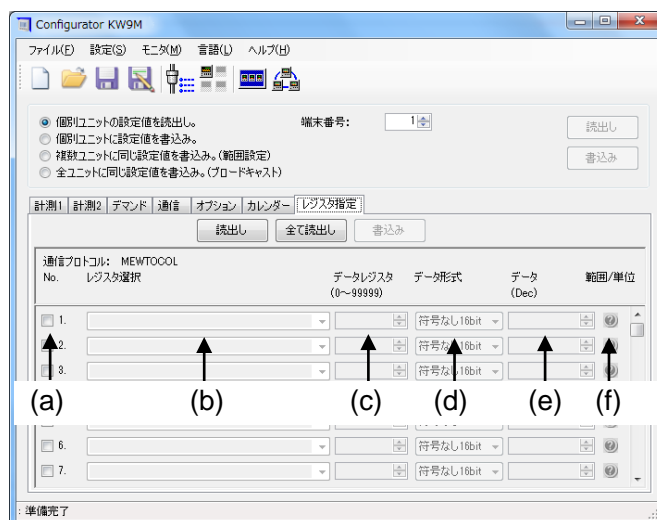 Configurator KW9M
ファイル(F) 設定(S) モニタ(M) 言語(L) ヘルプ(H)
個別ユニットの設定値を読出し。 端末番号: 1 読出し
個別ユニットに設定値を書込み。
複数ユニットに同じ設定値を書込み。(範囲設定) 書込み
全ユニットに同じ設定値を書込み。(ブロードキャスト)
計測1 計測2 デマンド 通信 オプション カレンダー レジスタ指定
読出し 全て読出し 書込み
通信プロトコル: MEWTOCOL
No. レジスタ選択 データレジスタ データ形式 データ 範囲/単位
(0～99999) (Dec)
1. 符号なし16bit
2. 符号なし16bit
3. 符号なし16bit
(a) (b) (c) (d) (e) (f)
6. 符号なし16bit
7. 符号なし16bit
: 準備完了